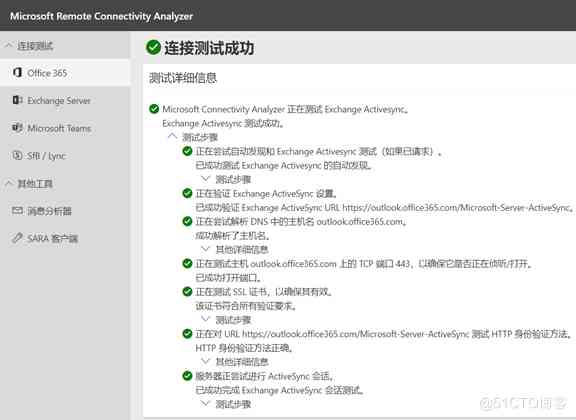 Microsoft Remote Connectivity Analyzer
连接测试
Office 365
Exchange Server
Microsoft Teams
SfB / Lync
其他工具
消息分析器
SARA 客户端
连接测试成功
测试详细信息
Microsoft Connectivity Analyzer 正在测试 Exchange Activesync。
Exchange Activesync 测试成功。
测试步骤
正在尝试自动发现和 Exchange Activesync 测试（如果已请求）。
已成功测试 Exchange Activesync 的自动发现。
测试步骤
正在验证 Exchange ActiveSync 设置。
已成功验证 Exchange ActiveSync URL https://outlook.office365.com/Microsoft-Server-ActiveSync。
正在尝试解析 DNS 中的主机名 outlook.office365.com。
成功解析了主机名。
其他详细信息
正在测试主机 outlook.office365.com 上的 TCP 端口 443，以确保它是否正在侦听/打开。
已成功打开端口。
正在测试 SSL 证书，以确保其有效。
该证书符合所有验证要求。
测试步骤
正在对 URL https://outlook.office365.com/Microsoft-Server-ActiveSync 测试 HTTP 身份验证方法。
HTTP 身份验证方法正确。
其他详细信息
服务器正尝试进行 ActiveSync 会话。
已成功完成 Exchange ActiveSync 会话测试。
测试步骤
@51CTO博客